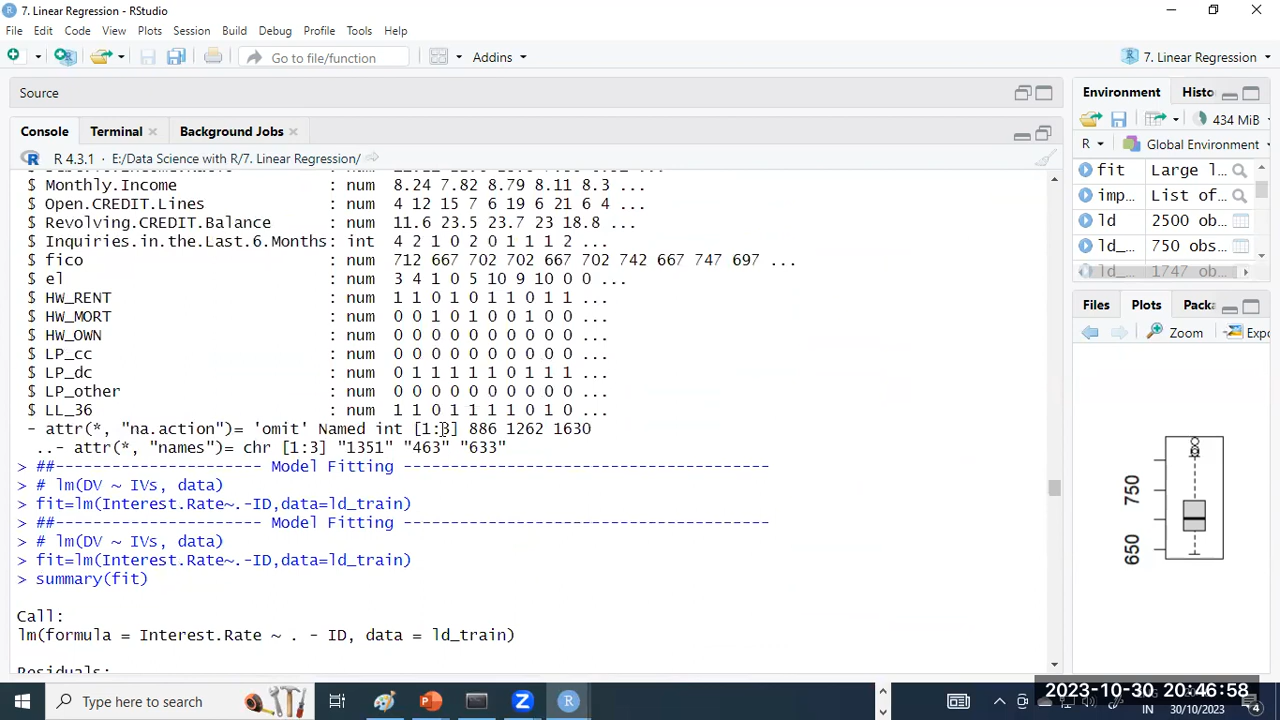 7. Linear Regression - RStudio
File Edit Code View Plots Session Build Debug Profile Tools Help
Go to file/function Addins 7. Linear Regression
Source
Console Terminal Background Jobs
R 4.3.1 · E:/Data Science with R/7. Linear Regression/
$ Monthly.Income : num 8.24 7.82 8.79 8.11 8.3 ...
$ Open.CREDIT.Lines : num 4 12 15 7 6 19 6 21 6 4 ...
$ Revolving.CREDIT.Balance : num 11.6 23.5 23.7 23 18.8 ...
$ Inquiries.in.the.Last.6.Months: int 4 2 1 0 2 0 1 1 1 2 ...
$ fico : num 712 667 702 702 667 702 742 667 747 697 ...
$ el : num 3 4 1 0 5 10 9 10 0 0 ...
$ HW_RENT : num 1 1 0 1 0 1 1 0 1 1 ...
$ HW_MORT : num 0 0 1 0 1 0 0 1 0 0 ...
$ HW_OWN : num 0 0 0 0 0 0 0 0 0 0 ...
$ LP_cc : num 0 0 0 0 0 0 0 0 0 0 ...
$ LP_dc : num 0 1 1 1 1 1 0 1 1 1 ...
$ LP_other : num 0 0 0 0 0 0 0 0 0 0 ...
$ LL_36 : num 1 1 0 1 1 1 1 0 1 0 ...
- attr(*, "na.action")= 'omit' Named int [1:3] 886 1262 1630
..- attr(*, "names")= chr [1:3] "1351" "463" "633"
> ##---------------------- Model Fitting ---------------------------------------
> # lm(DV ~ IVs, data)
> fit=lm(Interest.Rate~.-ID,data=ld_train)
> ##---------------------- Model Fitting ---------------------------------------
> # lm(DV ~ IVs, data)
> fit=lm(Interest.Rate~.-ID,data=ld_train)
> summary(fit)
Call:
lm(formula = Interest.Rate ~ . - ID, data = ld_train)
Residuals:
Environment Histo
434 MiB
R Global Environment
fit Large l...
imp... List of...
ld 2500 ob...
ld_... 750 obs...
ld_... 1747 ob...
Files Plots Packa
Zoom Expo
750
650
Type here to search
IN
2023-10-30 20:46:58
30/10/2023
4